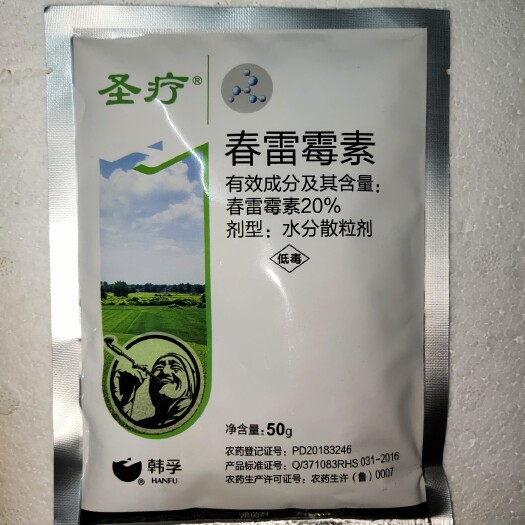 圣疗®
春雷霉素
有效成分及其含量：
春雷霉素20%
剂型：水分散粒剂
低毒
净含量：50g
农药登记证号：PD20183246
产品标准证号：Q/371083RHS 031-2016
农药生产许可证号：农药生许（鲁）0007
韩孚
® HANFU
杀菌剂